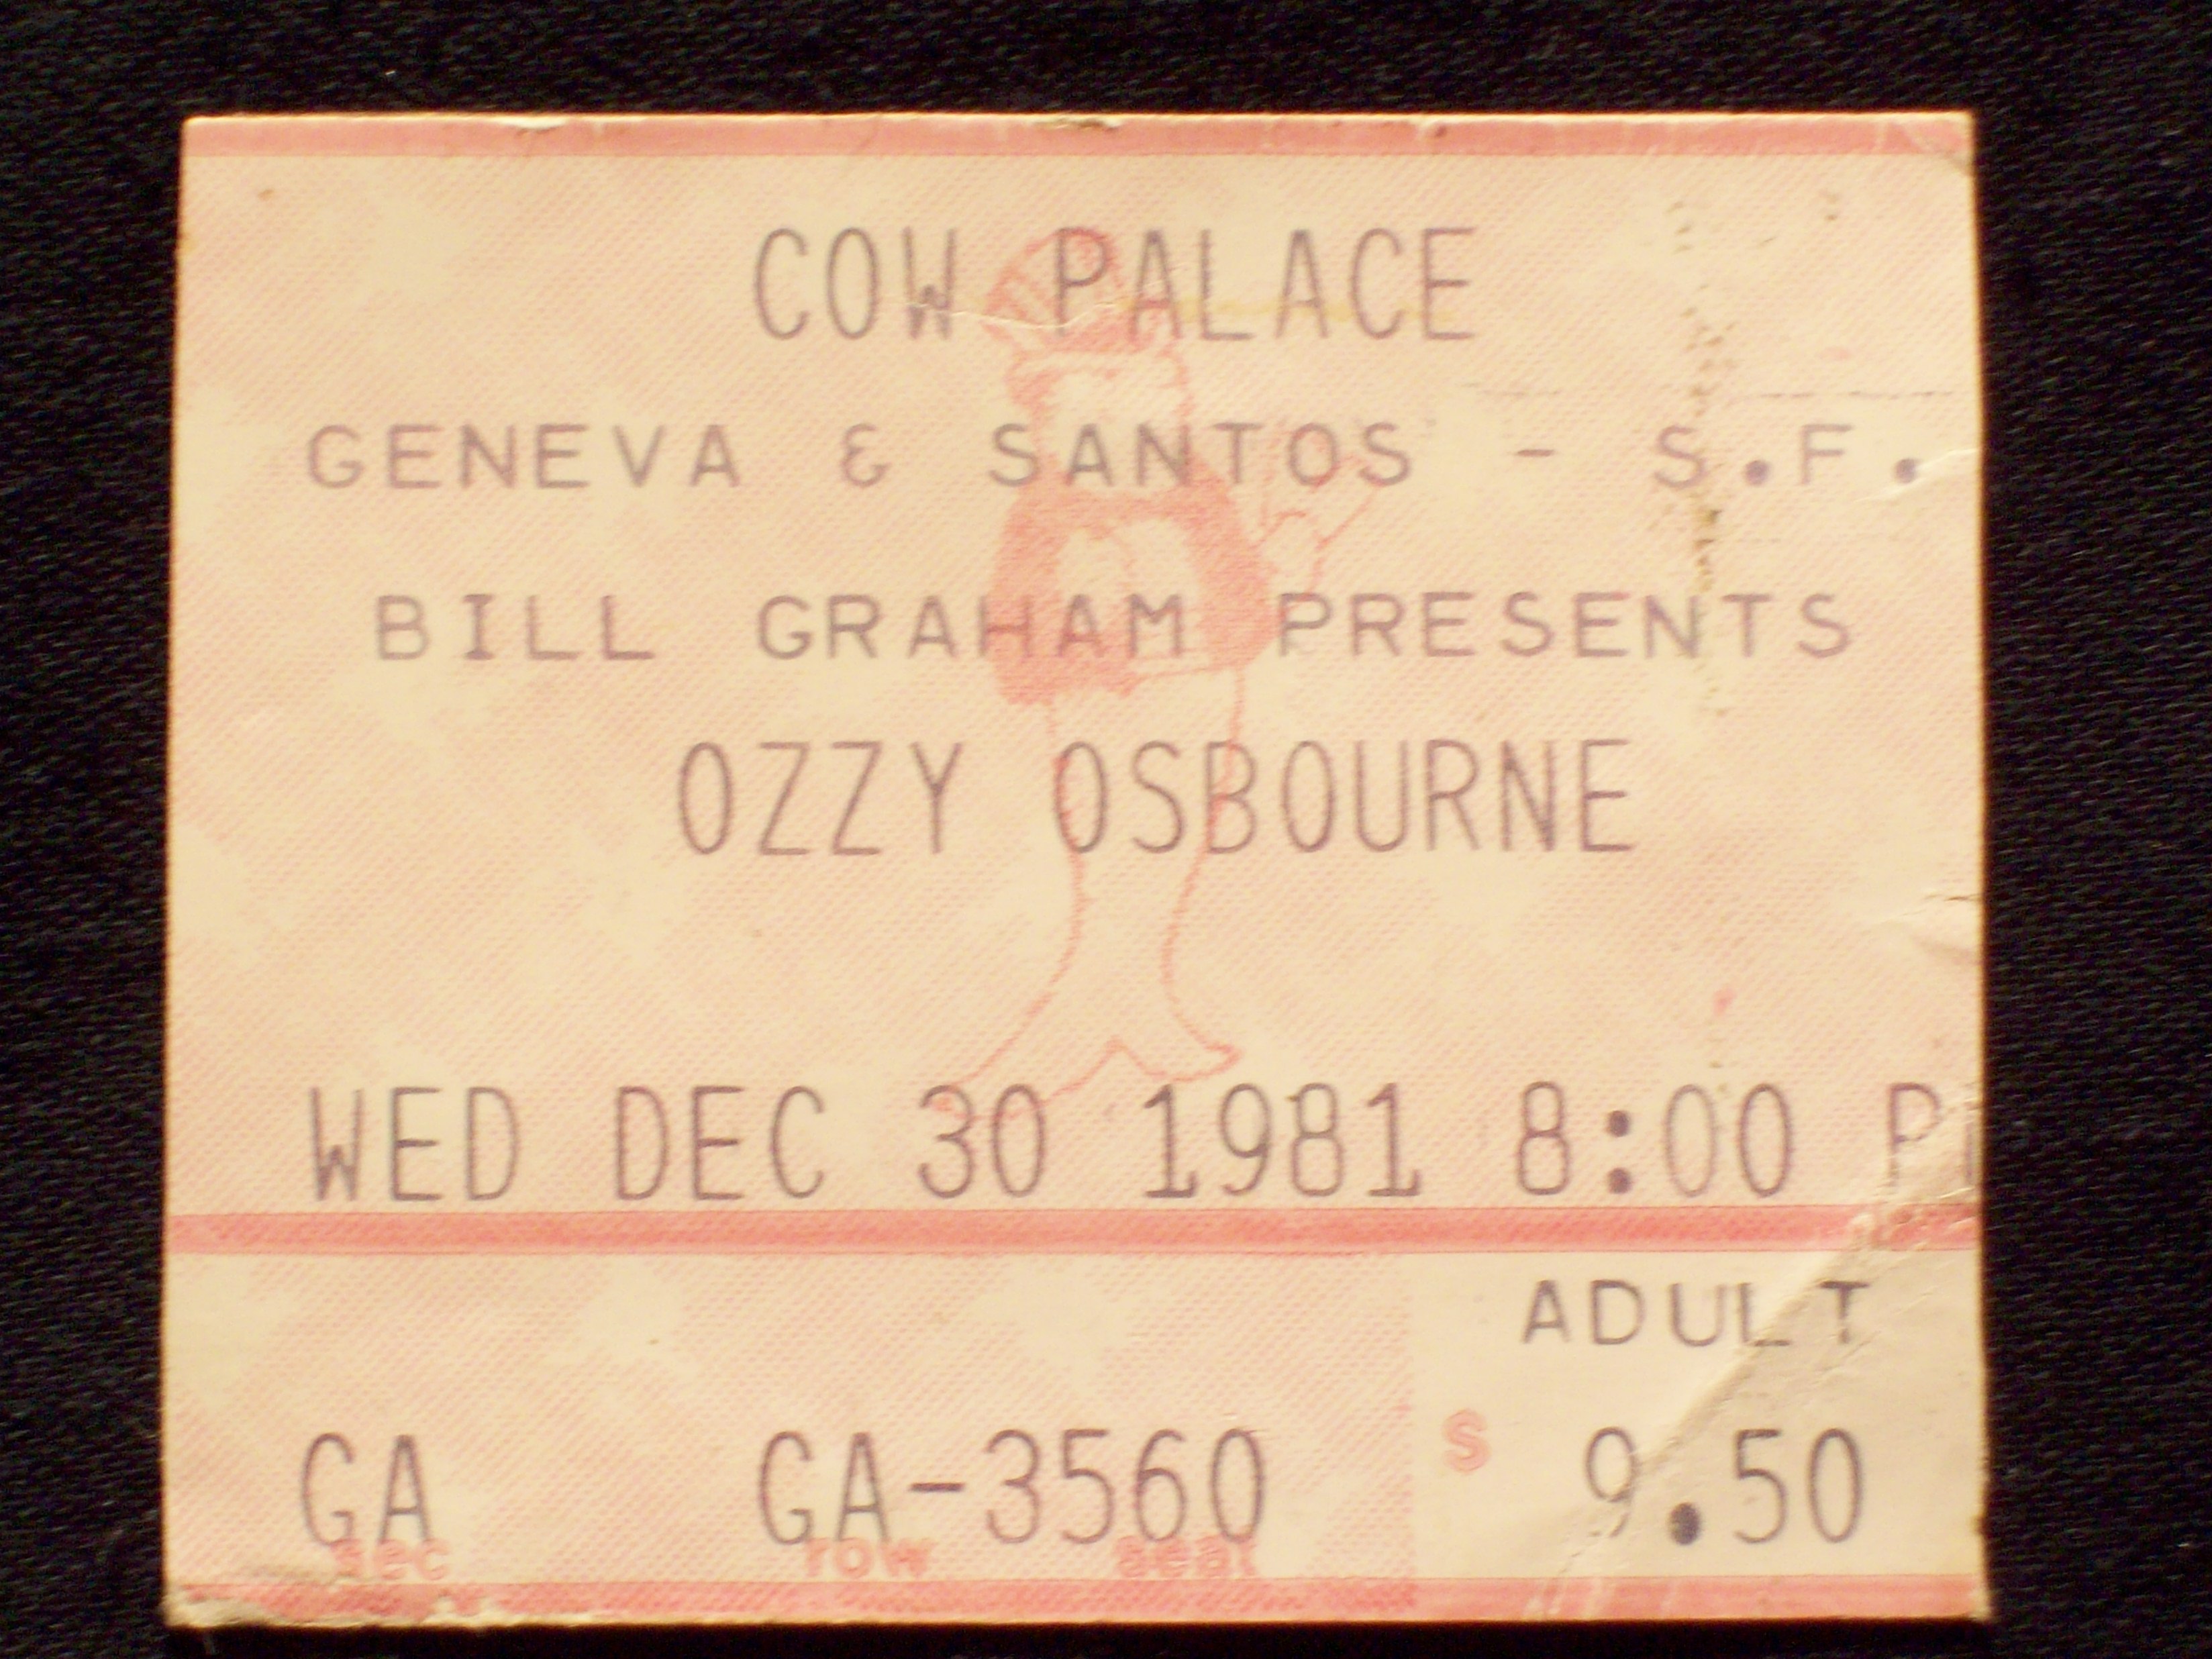 COW PALACE
GENEVA & SANTOS - S.F.
BILL GRAHAM PRESENTS
OZZY OSBOURNE
WED DEC 30 1981 8:00 P
ADULT
GA GA-3560 $ 9.50
sec row seat